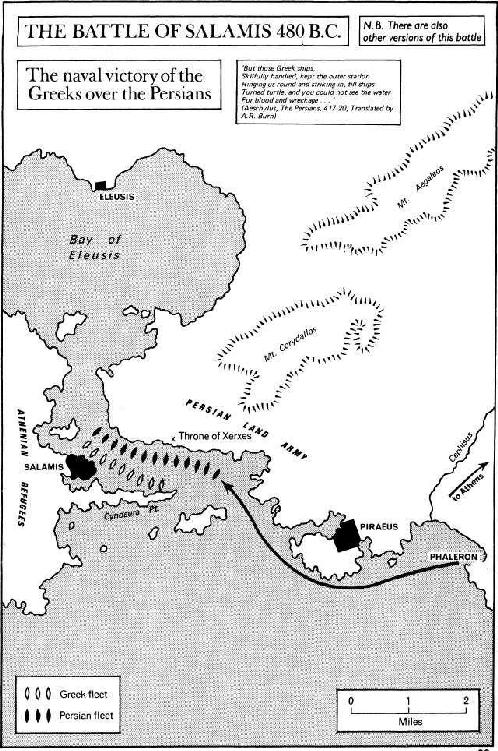 THE BATTLE OF SALAMIS 480 B.C.
N.B. There are also
other versions of this battle
The naval victory of the
Greeks over the Persians
'But those Greek ships,
Skilfully handled, kept the outer station
Ringing us round and striking in, till ships
Turned turtle, and you could not see the water
For blood and wreckage . . .'
(Aeschylus, The Persians, 417-20, Translated by
A.R. Burn)
ELEUSIS
Bay of
Eleusis
Mt. Aegaleos
Mt. Corydallos
PERSIAN LAND ARMY
x Throne of Xerxes
ATHENIAN REFUGEES
SALAMIS
Cynosura Pt.
Cephisus
to Athens
PIRAEUS
PHALERON
Greek fleet
Persian fleet
0 1 2
Miles